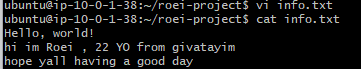 ubuntu@ip-10-0-1-38:~/roei-project$ vi info.txt
ubuntu@ip-10-0-1-38:~/roei-project$ cat info.txt
Hello, world!
hi im Roei , 22 YO from givatayim
hope yall having a good day